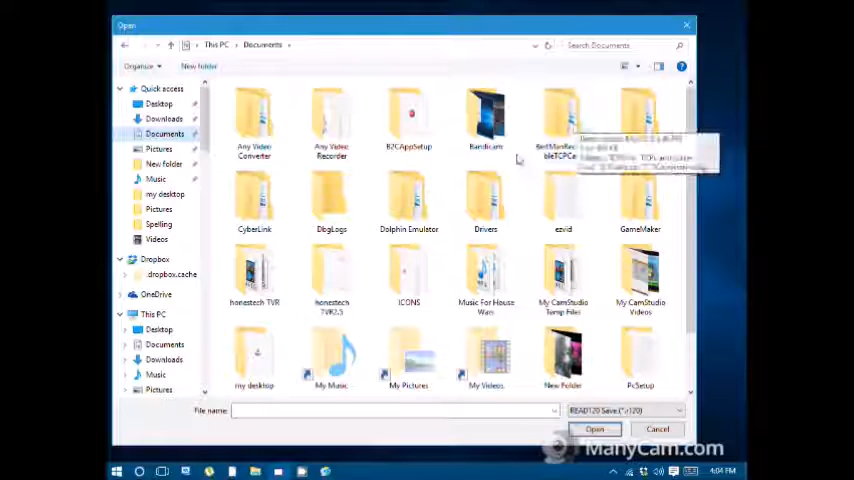 Open
This PC > Documents >
Search Documents
Organize
New folder
Quick access
Desktop
Downloads
Documents
Pictures
New folder
Music
my desktop
Pictures
Spelling
Videos
Dropbox
.dropbox.cache
OneDrive
This PC
Desktop
Documents
Downloads
Music
Pictures
Any Video
Converter
Any Video
Recorder
B2CAppSetup
Bandicam
CyberLink
DbgLogs
Dolphin Emulator
Drivers
ezvid
GameMaker
honestech TVR
honestech
TVR2.5
ICONS
Music For House
Wars
My CamStudio
Temp Files
My CamStudio
Videos
my desktop
My Music
My Pictures
My Videos
New Folder
PcSetup
File name:
READ120 Save (*.r120)
Open
Cancel
ManyCam.com
4:04 PM